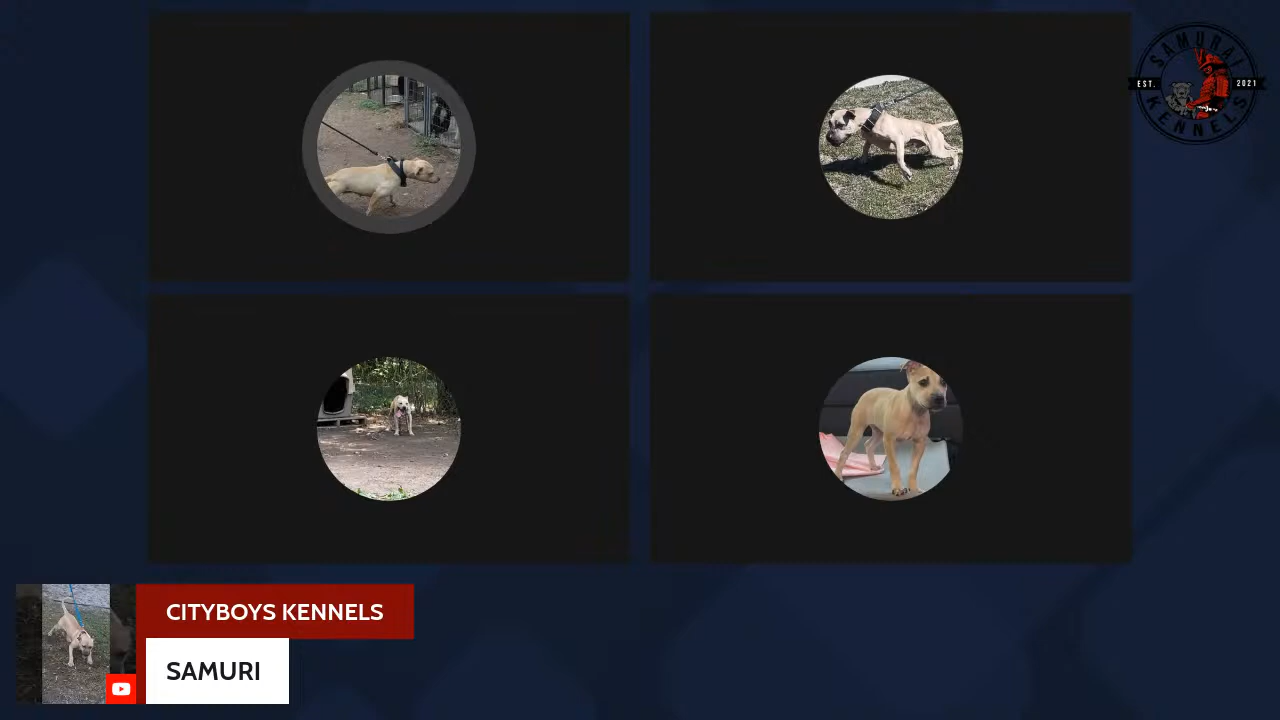 SAMURAI
EST. 2021
KENNELS
CITYBOYS KENNELS
SAMURI